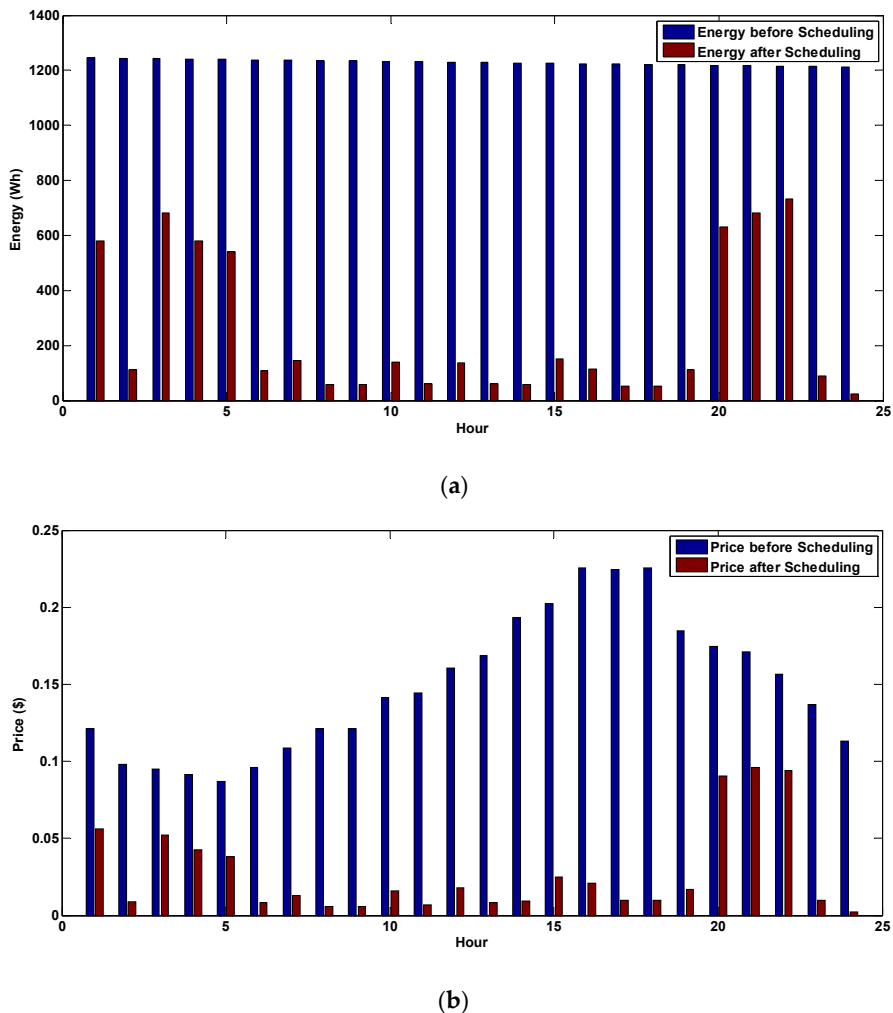 1400
1200
1000
800
600
400
200
0
Energy (Wh)
Energy before Scheduling
Energy after Scheduling
0 5 10 15 20 25
Hour
(a)
0.25
0.2
0.15
0.1
0.05
0
Price ($)
Price before Scheduling
Price after Scheduling
0 5 10 15 20 25
Hour
(b)